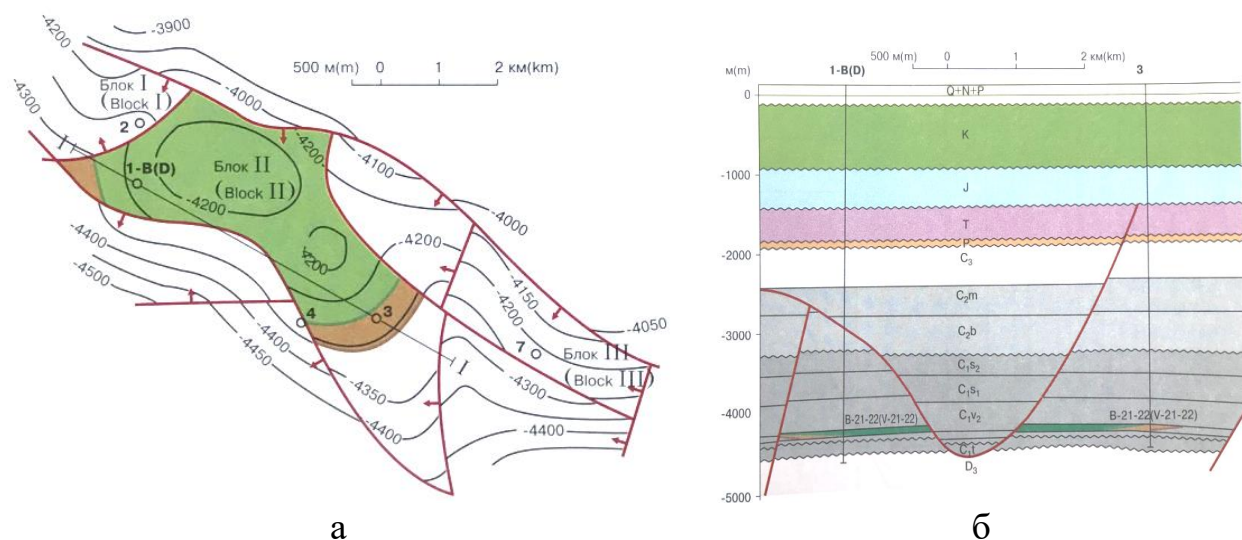 -3900
-4200
500 м(m) 0 1 2 км(km)
Блок I
(Block I)
-4000
-4300
2
-4200
-4100
I
1-B(D)
Блок II
(Block II)
-4200
-4000
-4400
-4200
-4500
4200
-4150
-4200
-4050
4
3
-4400
7
Блок III
(Block III)
-4450
I
-4300
-4350
-4400
-4400
а
500 м(m) 0 1 2 км(km)
м(m)
1-B(D)
3
0
Q+N+P
K
-1000
J
T
P
-2000
C₃
C₂m
-3000
C₂b
C₁s₂
C₁s₁
-4000
C₁v₂
В-21-22(V-21-22)
В-21-22(V-21-22)
C₁t
D₃
-5000
б